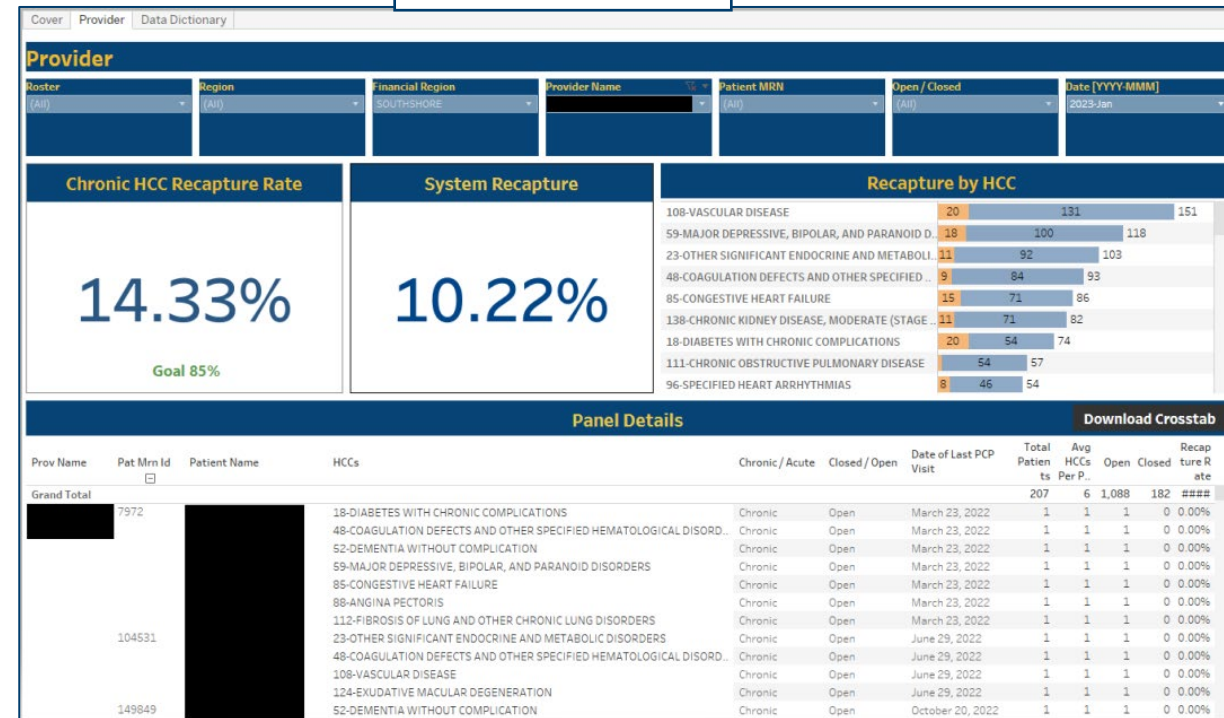 Cover Provider Data Dictionary
Provider
Roster Region Financial Region Provider Name Patient MRN Open / Closed Date [YYYY-MMM]
(All) (All) SOUTHSHORE (All) (All) 2023-Jan
Chronic HCC Recapture Rate
14.33%
Goal 85%
System Recapture
10.22%
Recapture by HCC
108-VASCULAR DISEASE 20 131 151
59-MAJOR DEPRESSIVE, BIPOLAR, AND PARANOID D.. 18 100 118
23-OTHER SIGNIFICANT ENDOCRINE AND METABOLI.. 11 92 103
48-COAGULATION DEFECTS AND OTHER SPECIFIED .. 9 84 93
85-CONGESTIVE HEART FAILURE 15 71 86
138-CHRONIC KIDNEY DISEASE, MODERATE (STAGE .. 11 71 82
18-DIABETES WITH CHRONIC COMPLICATIONS 20 54 74
111-CHRONIC OBSTRUCTIVE PULMONARY DISEASE 54 57
96-SPECIFIED HEART ARRHYTHMIAS 8 46 54
Panel Details Download Crosstab
Prov Name Pat Mrn Id Patient Name HCCs Chronic / Acute Closed / Open Date of Last PCP Visit Total Patien ts Avg HCCs Per P.. Open Closed Recap ture R ate
Grand Total 207 6 1,088 182 ####
7972 18-DIABETES WITH CHRONIC COMPLICATIONS Chronic Open March 23, 2022 1 1 1 0 0.00%
48-COAGULATION DEFECTS AND OTHER SPECIFIED HEMATOLOGICAL DISORD.. Chronic Open March 23, 2022 1 1 1 0 0.00%
52-DEMENTIA WITHOUT COMPLICATION Chronic Open March 23, 2022 1 1 1 0 0.00%
59-MAJOR DEPRESSIVE, BIPOLAR, AND PARANOID DISORDERS Chronic Open March 23, 2022 1 1 1 0 0.00%
85-CONGESTIVE HEART FAILURE Chronic Open March 23, 2022 1 1 1 0 0.00%
88-ANGINA PECTORIS Chronic Open March 23, 2022 1 1 1 0 0.00%
112-FIBROSIS OF LUNG AND OTHER CHRONIC LUNG DISORDERS Chronic Open March 23, 2022 1 1 1 0 0.00%
104531 23-OTHER SIGNIFICANT ENDOCRINE AND METABOLIC DISORDERS Chronic Open June 29, 2022 1 1 1 0 0.00%
48-COAGULATION DEFECTS AND OTHER SPECIFIED HEMATOLOGICAL DISORD.. Chronic Open June 29, 2022 1 1 1 0 0.00%
108-VASCULAR DISEASE Chronic Open June 29, 2022 1 1 1 0 0.00%
124-EXUDATIVE MACULAR DEGENERATION Chronic Open June 29, 2022 1 1 1 0 0.00%
149849 52-DEMENTIA WITHOUT COMPLICATION Chronic Open October 20, 2022 1 1 1 0 0.00%